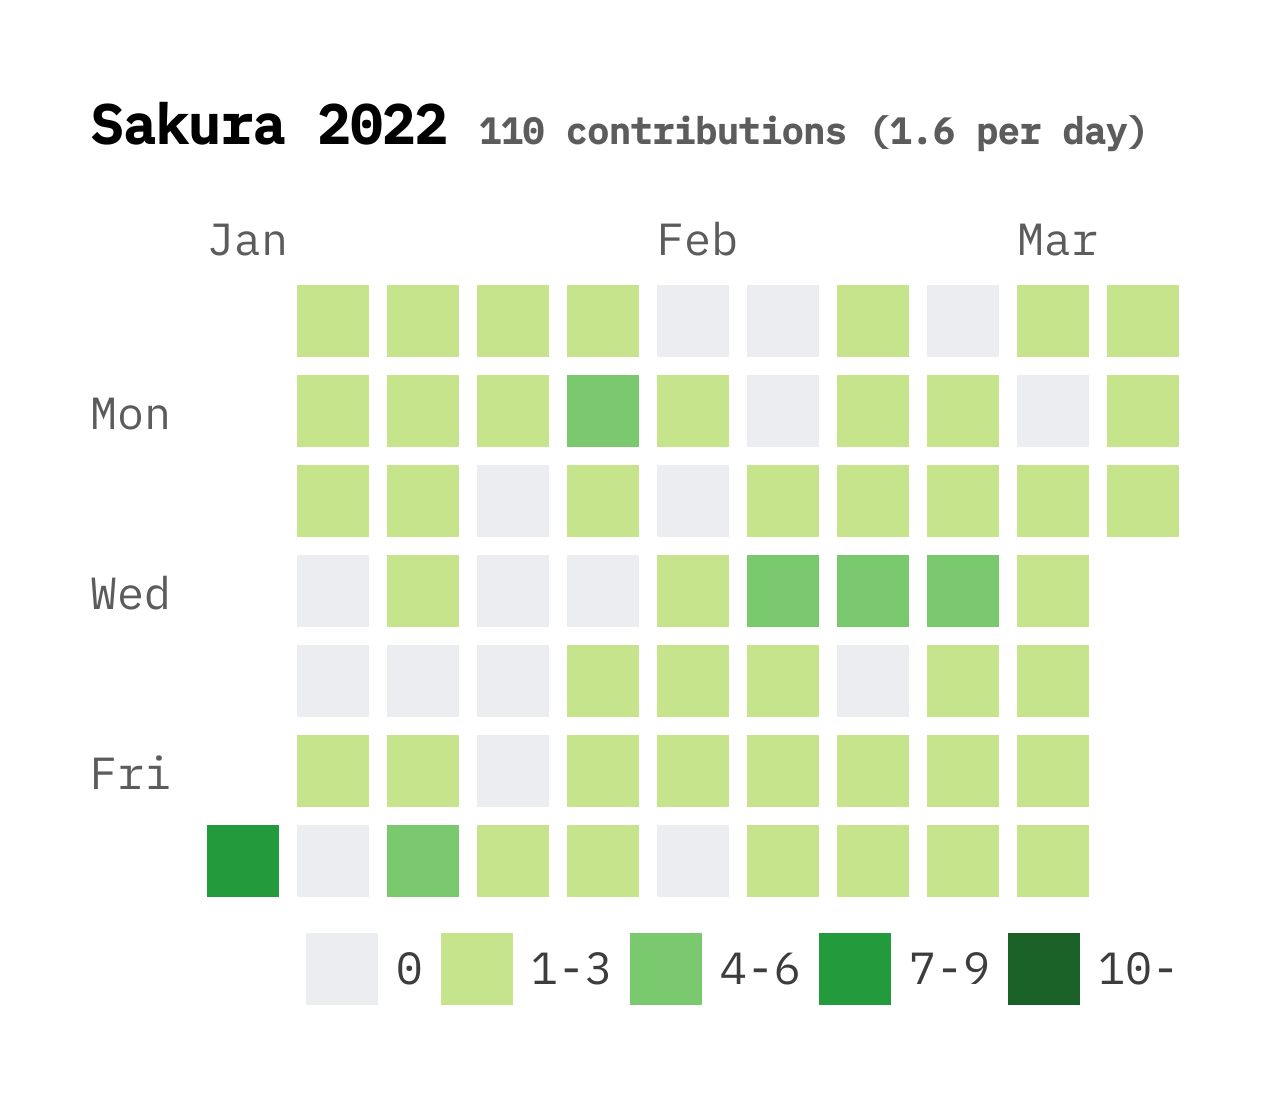 Sakura 2022 110 contributions (1.6 per day)
Jan Feb Mar
Mon
Wed
Fri
0 1-3 4-6 7-9 10-